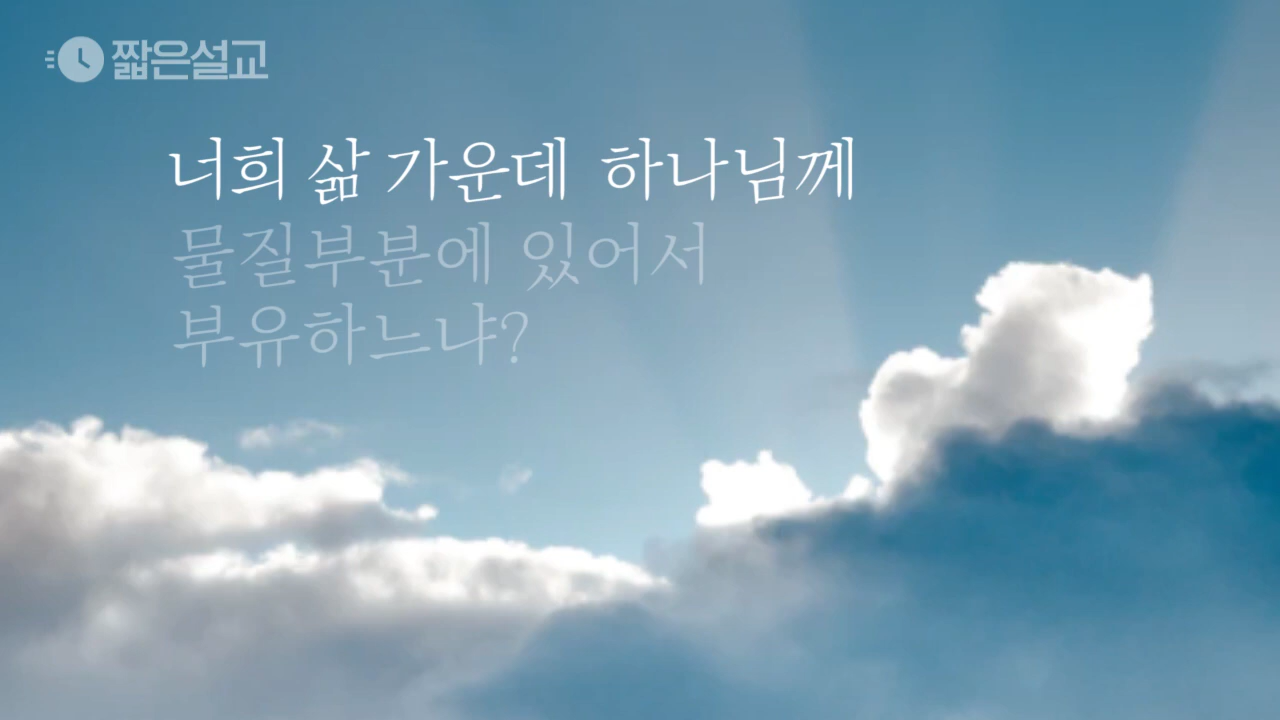 짧은설교
너희 삶 가운데 하나님께
물질부분에 있어서
부유하느냐?